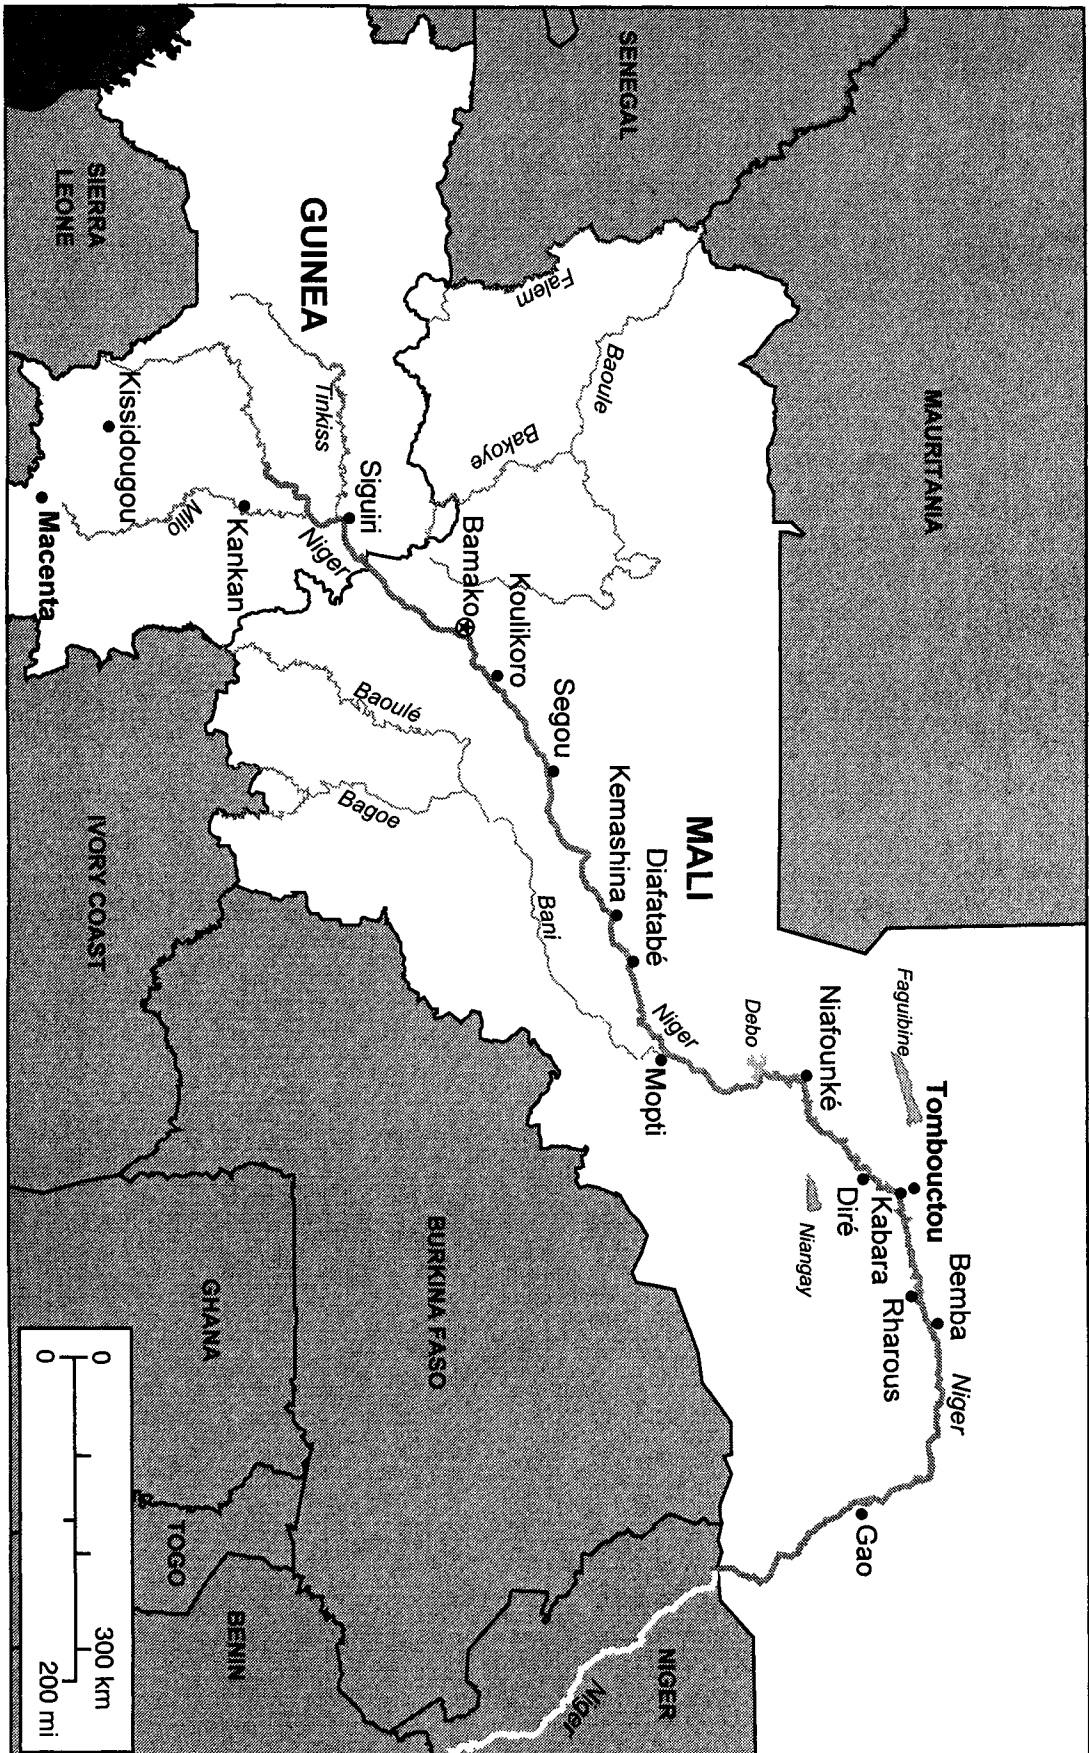 SENEGAL
MAURITANIA
SIERRA
LEONE
GUINEA
MALI
Falem
Baoule
Bakoye
Tinkiss
Siguiri
Kissidougou
Milo
Kankan
Macenta
Niger
Bamako
Koulikoro
Segou
Kemashina
Diafatabé
Baoulé
Bagoe
Bani
Niger
Mopti
Debo
Niafounké
Faguibine
Tombouctou
Diré
Kabara
Niangay
Rharous
Bemba
Niger
Gao
IVORY COAST
BURKINA FASO
GHANA
TOGO
BENIN
NIGER
Niger
0 300 km
0 200 mi